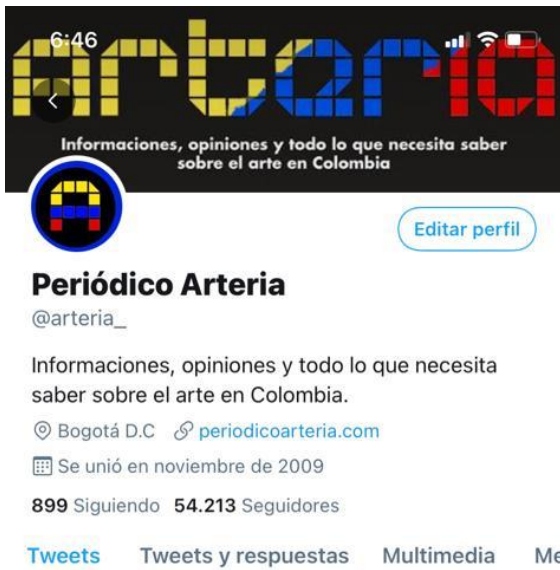 arteria
6:46
Informaciones, opiniones y todo lo que necesita saber
sobre el arte en Colombia
A
Editar perfil
Periódico Arteria
@arteria_
Informaciones, opiniones y todo lo que necesita
saber sobre el arte en Colombia.
Bogotá D.C periodicoarteria.com
Se unió en noviembre de 2009
899 Siguiendo 54.213 Seguidores
Tweets Tweets y respuestas Multimedia Me